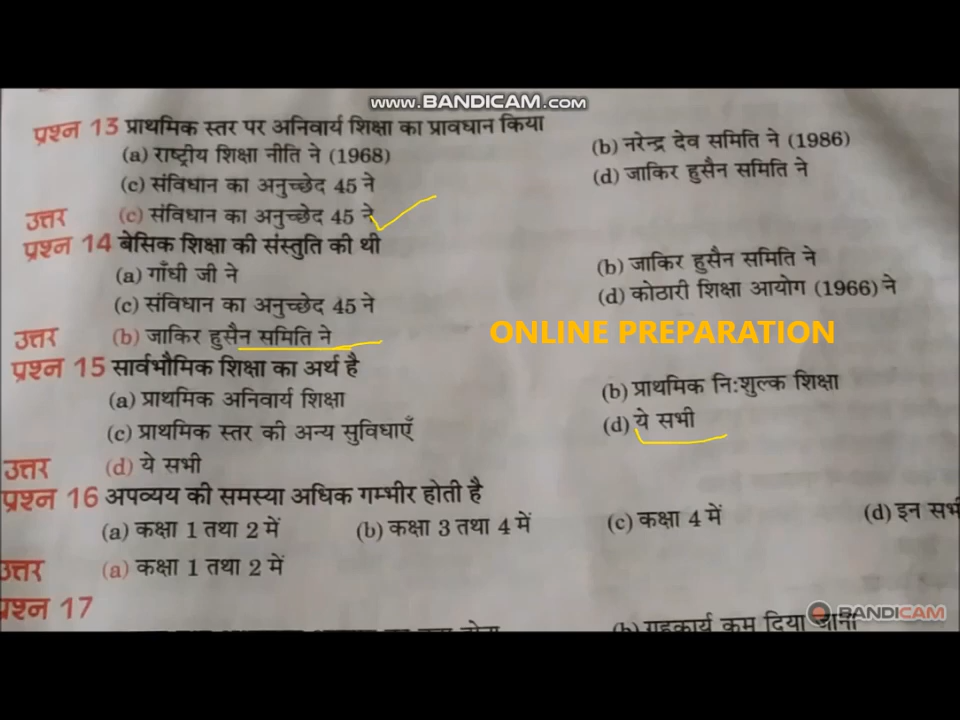 www.BANDICAM.com
प्रश्न 13 प्राथमिक स्तर पर अनिवार्य शिक्षा का प्रावधान किया
(a) राष्ट्रीय शिक्षा नीति ने (1968) (b) नरेन्द्र देव समिति ने (1986)
(c) संविधान का अनुच्छेद 45 ने (d) जाकिर हुसैन समिति ने
उत्तर (c) संविधान का अनुच्छेद 45 ने
प्रश्न 14 बेसिक शिक्षा की संस्तुति की थी
(a) गाँधी जी ने (b) जाकिर हुसैन समिति ने
(c) संविधान का अनुच्छेद 45 ने (d) कोठारी शिक्षा आयोग (1966) ने
उत्तर (b) जाकिर हुसैन समिति ने
ONLINE PREPARATION
प्रश्न 15 सार्वभौमिक शिक्षा का अर्थ है
(a) प्राथमिक अनिवार्य शिक्षा (b) प्राथमिक नि:शुल्क शिक्षा
(c) प्राथमिक स्तर की अन्य सुविधाएँ (d) ये सभी
उत्तर (d) ये सभी
प्रश्न 16 अपव्यय की समस्या अधिक गम्भीर होती है
(a) कक्षा 1 तथा 2 में (b) कक्षा 3 तथा 4 में (c) कक्षा 4 में (d) इन सभी
उत्तर (a) कक्षा 1 तथा 2 में
प्रश्न 17
BANDICAM
(b) गृहकार्य कम दिया जाना